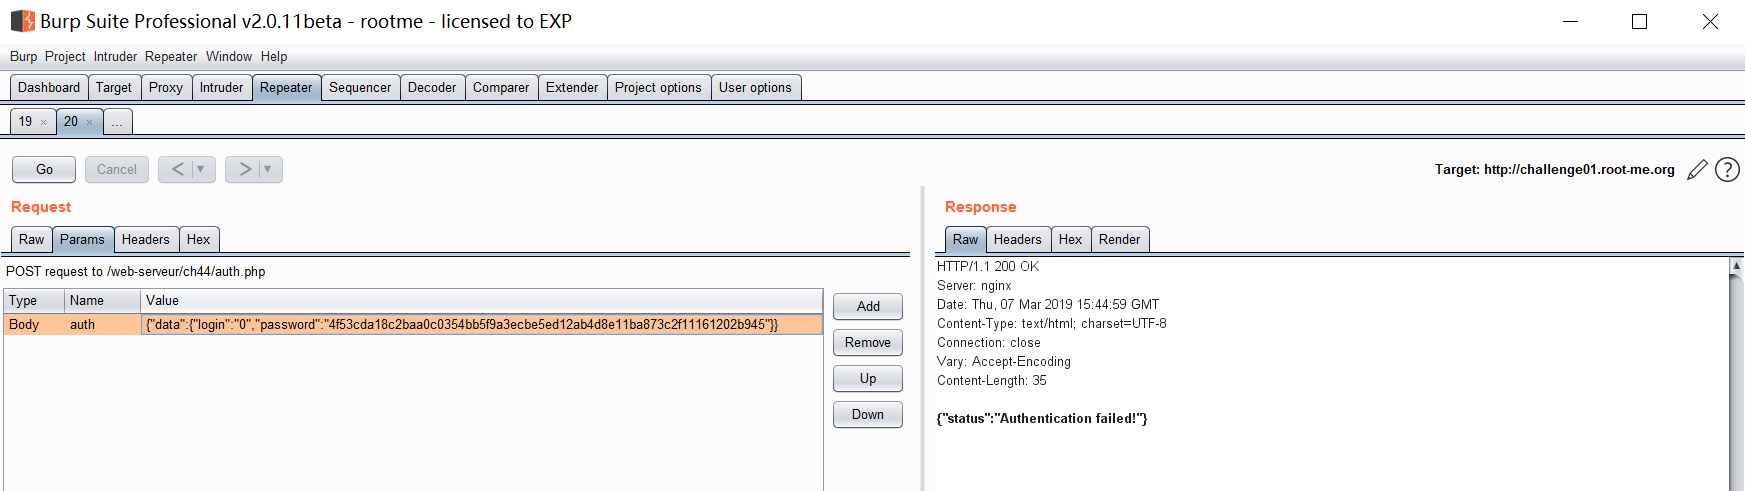 Burp Suite Professional v2.0.11beta - rootme - licensed to EXP
Burp Project Intruder Repeater Window Help
Dashboard Target Proxy Intruder Repeater Sequencer Decoder Comparer Extender Project options User options
19 × 20 × ...
Go Cancel < > Target: http://challenge01.root-me.org ?
Request
Raw Params Headers Hex
POST request to /web-serveur/ch44/auth.php
Type Name Value
Body auth {"data":{"login":"0","password":"4f53cda18c2baa0c0354bb5f9a3ecbe5ed12ab4d8e11ba873c2f11161202b945"}}
Add
Remove
Up
Down
Response
Raw Headers Hex Render
HTTP/1.1 200 OK
Server: nginx
Date: Thu, 07 Mar 2019 15:44:59 GMT
Content-Type: text/html; charset=UTF-8
Connection: close
Vary: Accept-Encoding
Content-Length: 35
{"status":"Authentication failed!"}